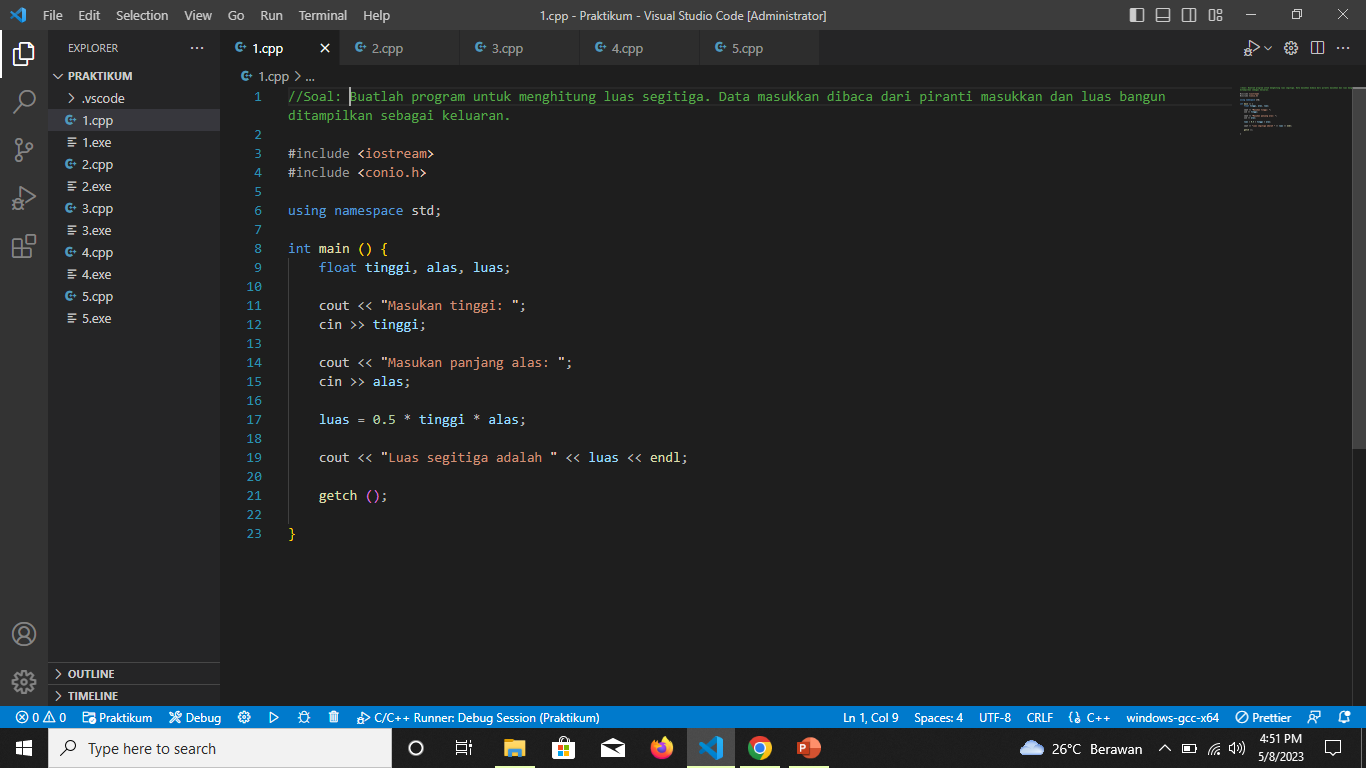 File Edit Selection View Go Run Terminal Help
1.cpp - Praktikum - Visual Studio Code [Administrator]
EXPLORER
1.cpp
2.cpp
3.cpp
4.cpp
5.cpp
PRAKTIKUM
.vscode
1.cpp
1.exe
2.cpp
2.exe
3.cpp
3.exe
4.cpp
4.exe
5.cpp
5.exe
OUTLINE
TIMELINE
1.cpp > ...
1 //Soal: Buatlah program untuk menghitung luas segitiga. Data masukkan dibaca dari piranti masukkan dan luas bangun
ditampilkan sebagai keluaran.
2
3 #include <iostream>
4 #include <conio.h>
5
6 using namespace std;
7
8 int main () {
9 float tinggi, alas, luas;
10
11 cout << "Masukan tinggi: ";
12 cin >> tinggi;
13
14 cout << "Masukan panjang alas: ";
15 cin >> alas;
16
17 luas = 0.5 * tinggi * alas;
18
19 cout << "Luas segitiga adalah " << luas << endl;
20
21 getch ();
22
23 }
0 0 Praktikum Debug C/C++ Runner: Debug Session (Praktikum) Ln 1, Col 9 Spaces: 4 UTF-8 CRLF C++ windows-gcc-x64 Prettier
Type here to search
26°C Berawan
4:51 PM
5/8/2023